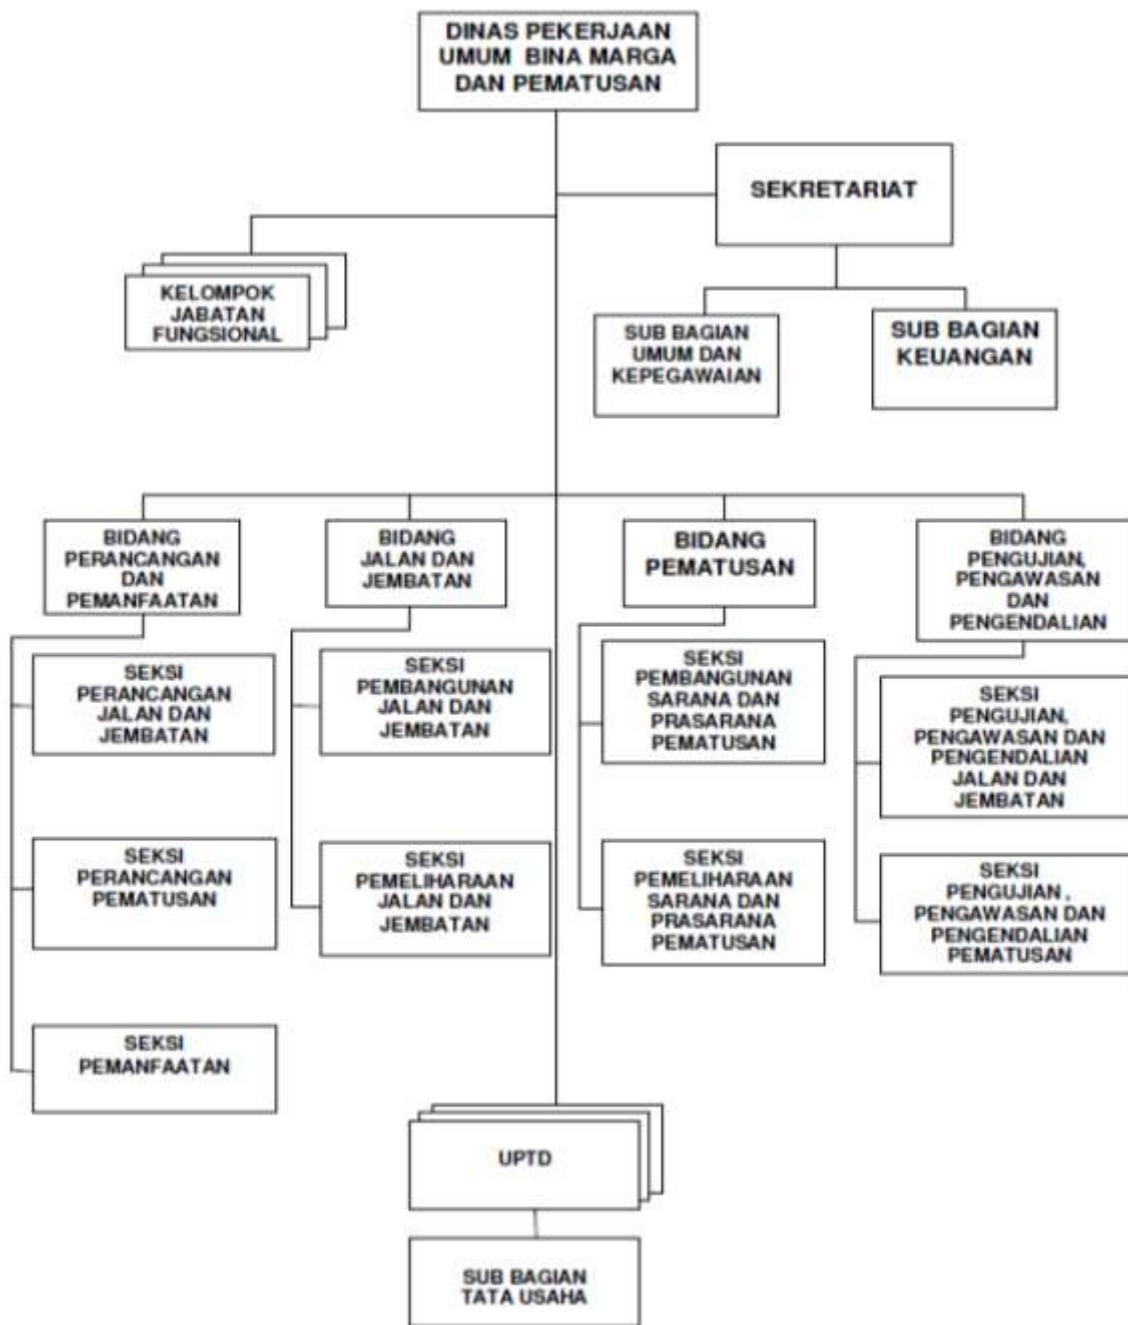 DINAS PEKERJAAN
UMUM BINA MARGA
DAN PEMATUSAN
SEKRETARIAT
KELOMPOK
JABATAN
FUNGSIONAL
SUB BAGIAN
UMUM DAN
KEPEGAWAIAN
SUB BAGIAN
KEUANGAN
BIDANG
PERANCANGAN
DAN
PEMANFAATAN
BIDANG
JALAN DAN
JEMBATAN
BIDANG
PEMATUSAN
BIDANG
PENGUJIAN,
PENGAWASAN
DAN
PENGENDALIAN
SEKSI
PERANCANGAN
JALAN DAN
JEMBATAN
SEKSI
PEMBANGUNAN
JALAN DAN
JEMBATAN
SEKSI
PEMBANGUNAN
SARANA DAN
PRASARANA
PEMATUSAN
SEKSI
PENGUJIAN,
PENGAWASAN DAN
PENGENDALIAN
JALAN DAN
JEMBATAN
SEKSI
PERANCANGAN
PEMATUSAN
SEKSI
PEMELIHARAAN
JALAN DAN
JEMBATAN
SEKSI
PEMELIHARAAN
SARANA DAN
PRASARANA
PEMATUSAN
SEKSI
PENGUJIAN ,
PENGAWASAN DAN
PENGENDALIAN
PEMATUSAN
SEKSI
PEMANFAATAN
UPTD
SUB BAGIAN
TATA USAHA